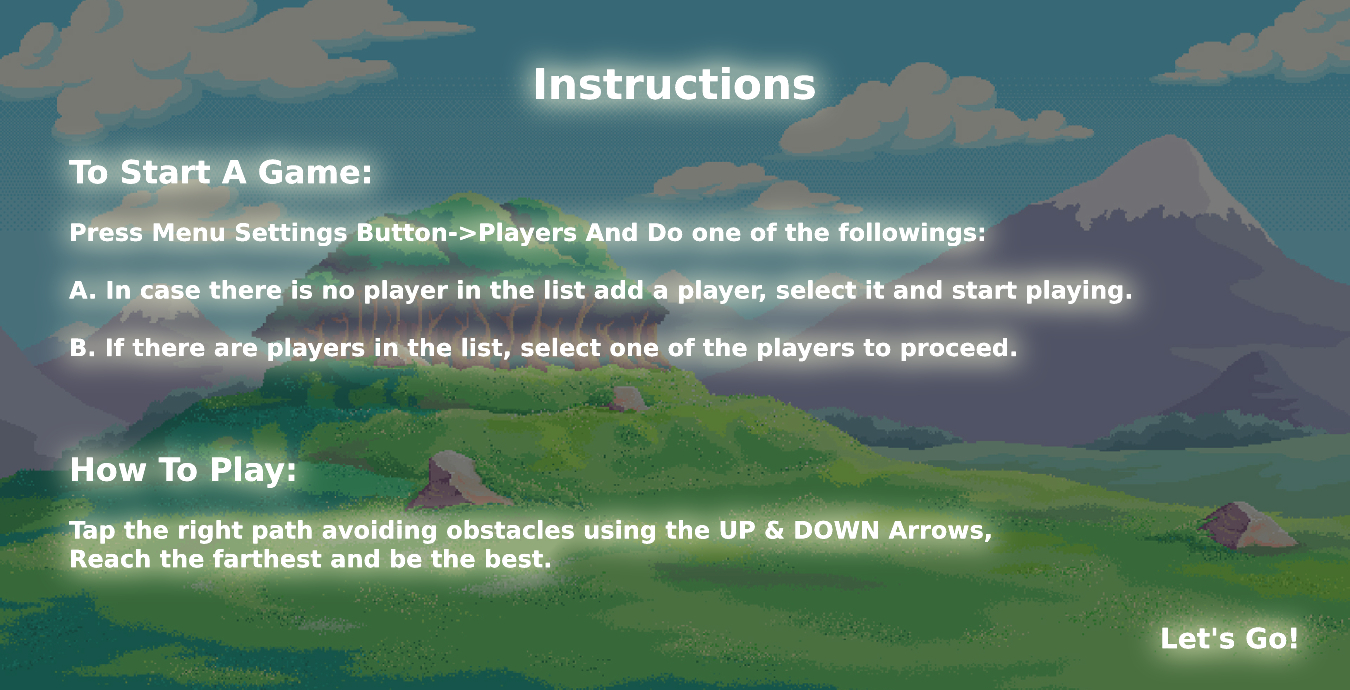 Instructions
To Start A Game:
Press Menu Settings Button->Players And Do one of the followings:
A. In case there is no player in the list add a player, select it and start playing.
B. If there are players in the list, select one of the players to proceed.
How To Play:
Tap the right path avoiding obstacles using the UP & DOWN Arrows,
Reach the farthest and be the best.
Let's Go!